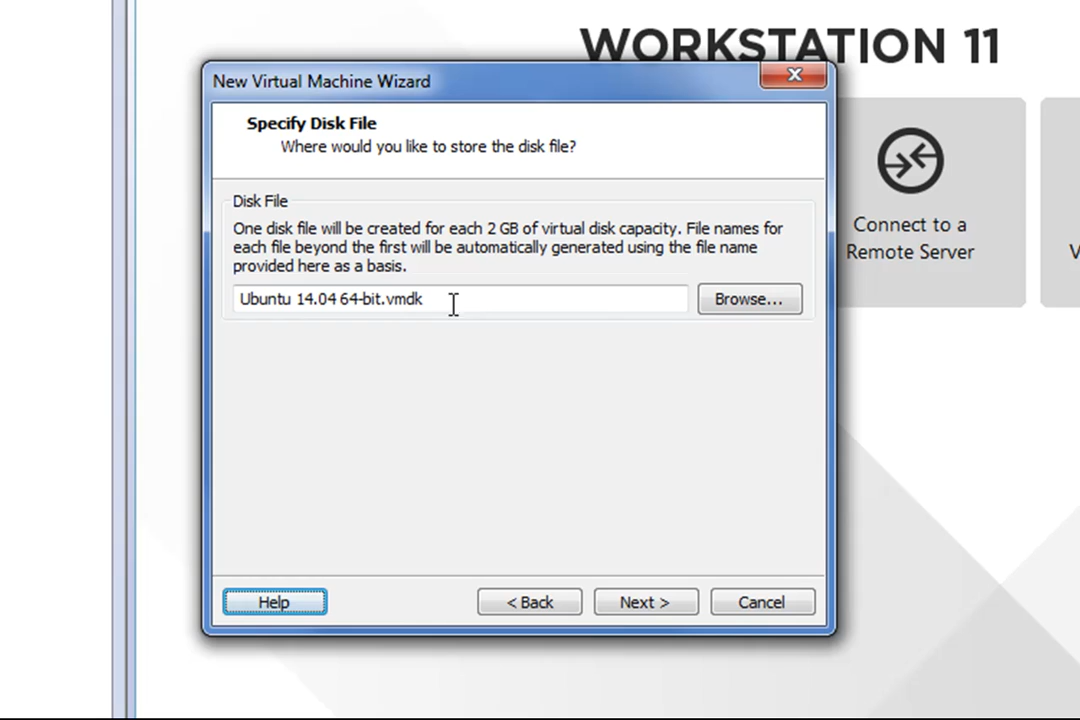 WORKSTATION 11
New Virtual Machine Wizard
Specify Disk File
Where would you like to store the disk file?
Disk File
One disk file will be created for each 2 GB of virtual disk capacity. File names for
each file beyond the first will be automatically generated using the file name
provided here as a basis.
Ubuntu 14.04 64-bit.vmdk
Browse...
Connect to a
Remote Server
V
Help
< Back
Next >
Cancel